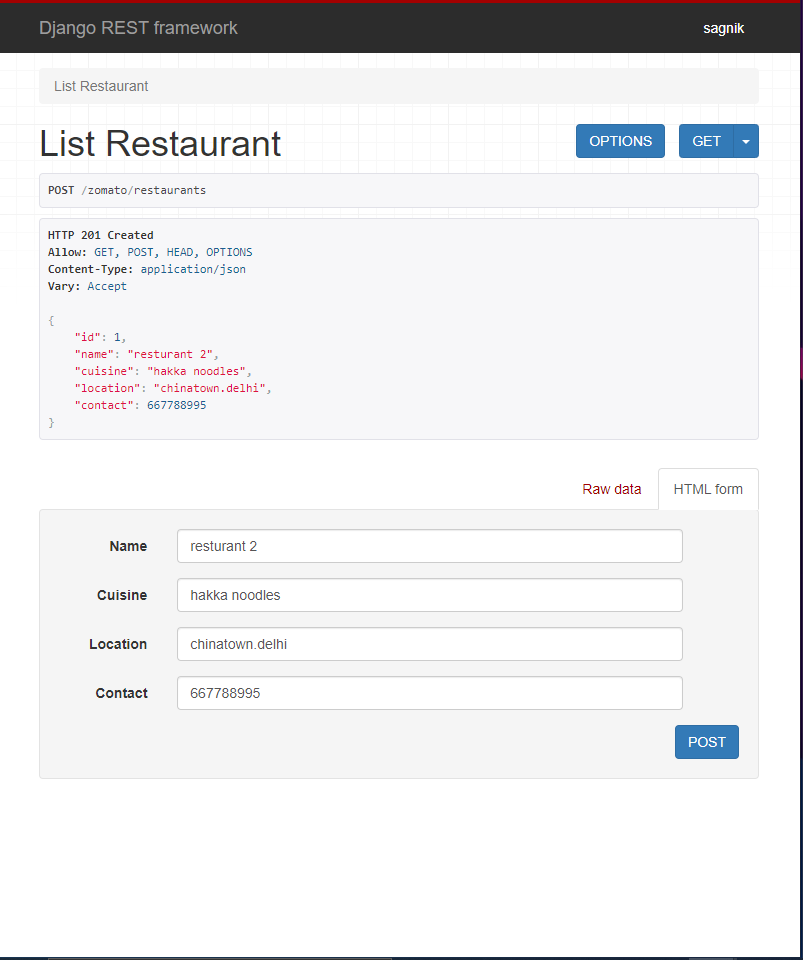 Django REST framework
sagnik
List Restaurant
List Restaurant
OPTIONS
GET
POST /zomato/restaurants
HTTP 201 Created
Allow: GET, POST, HEAD, OPTIONS
Content-Type: application/json
Vary: Accept
{
    "id": 1,
    "name": "resturant 2",
    "cuisine": "hakka noodles",
    "location": "chinatown.delhi",
    "contact": 667788995
}
Raw data
HTML form
Name
resturant 2
Cuisine
hakka noodles
Location
chinatown.delhi
Contact
667788995
POST